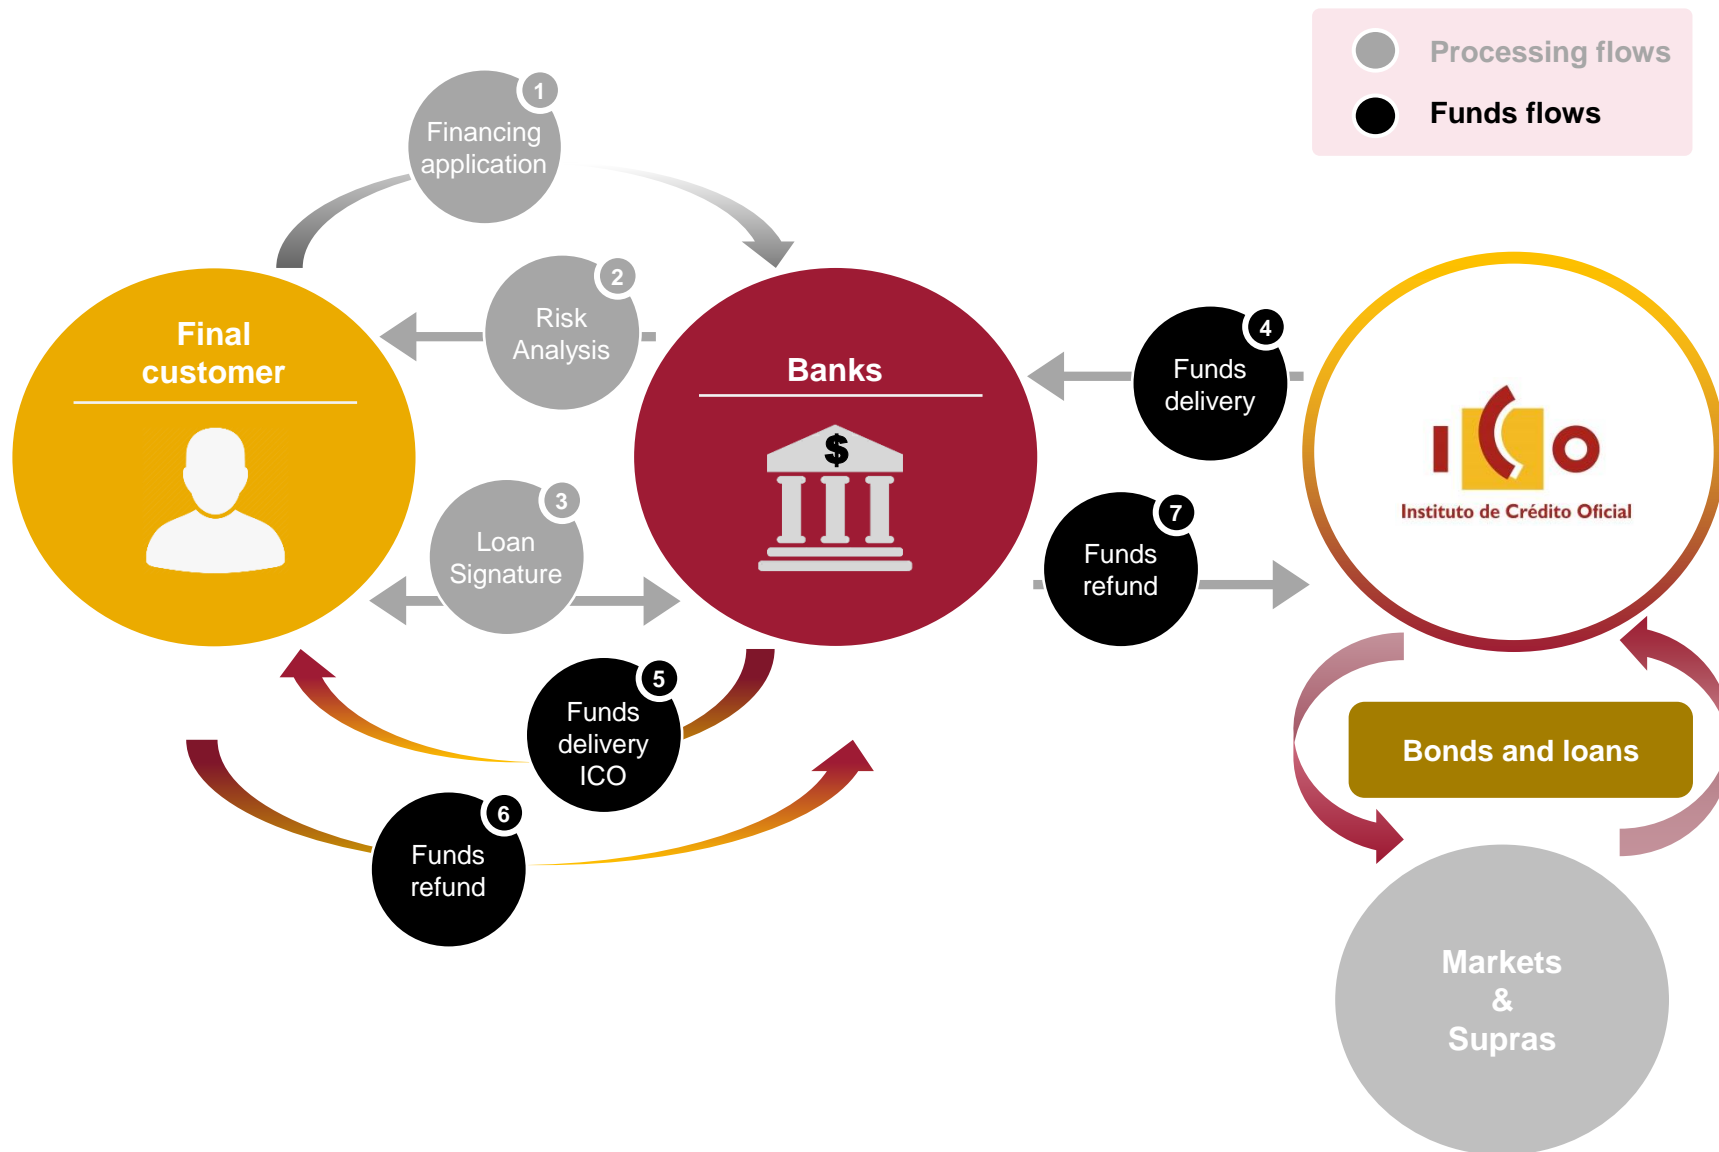 Processing flows
Funds flows
1
Financing
application
2
Risk
Analysis
Final
customer
Banks
$
4
Funds
delivery
ICO
Instituto de Crédito Oficial
3
Loan
Signature
7
Funds
refund
5
Funds
delivery
ICO
6
Funds
refund
Bonds and loans
Markets
&
Supras